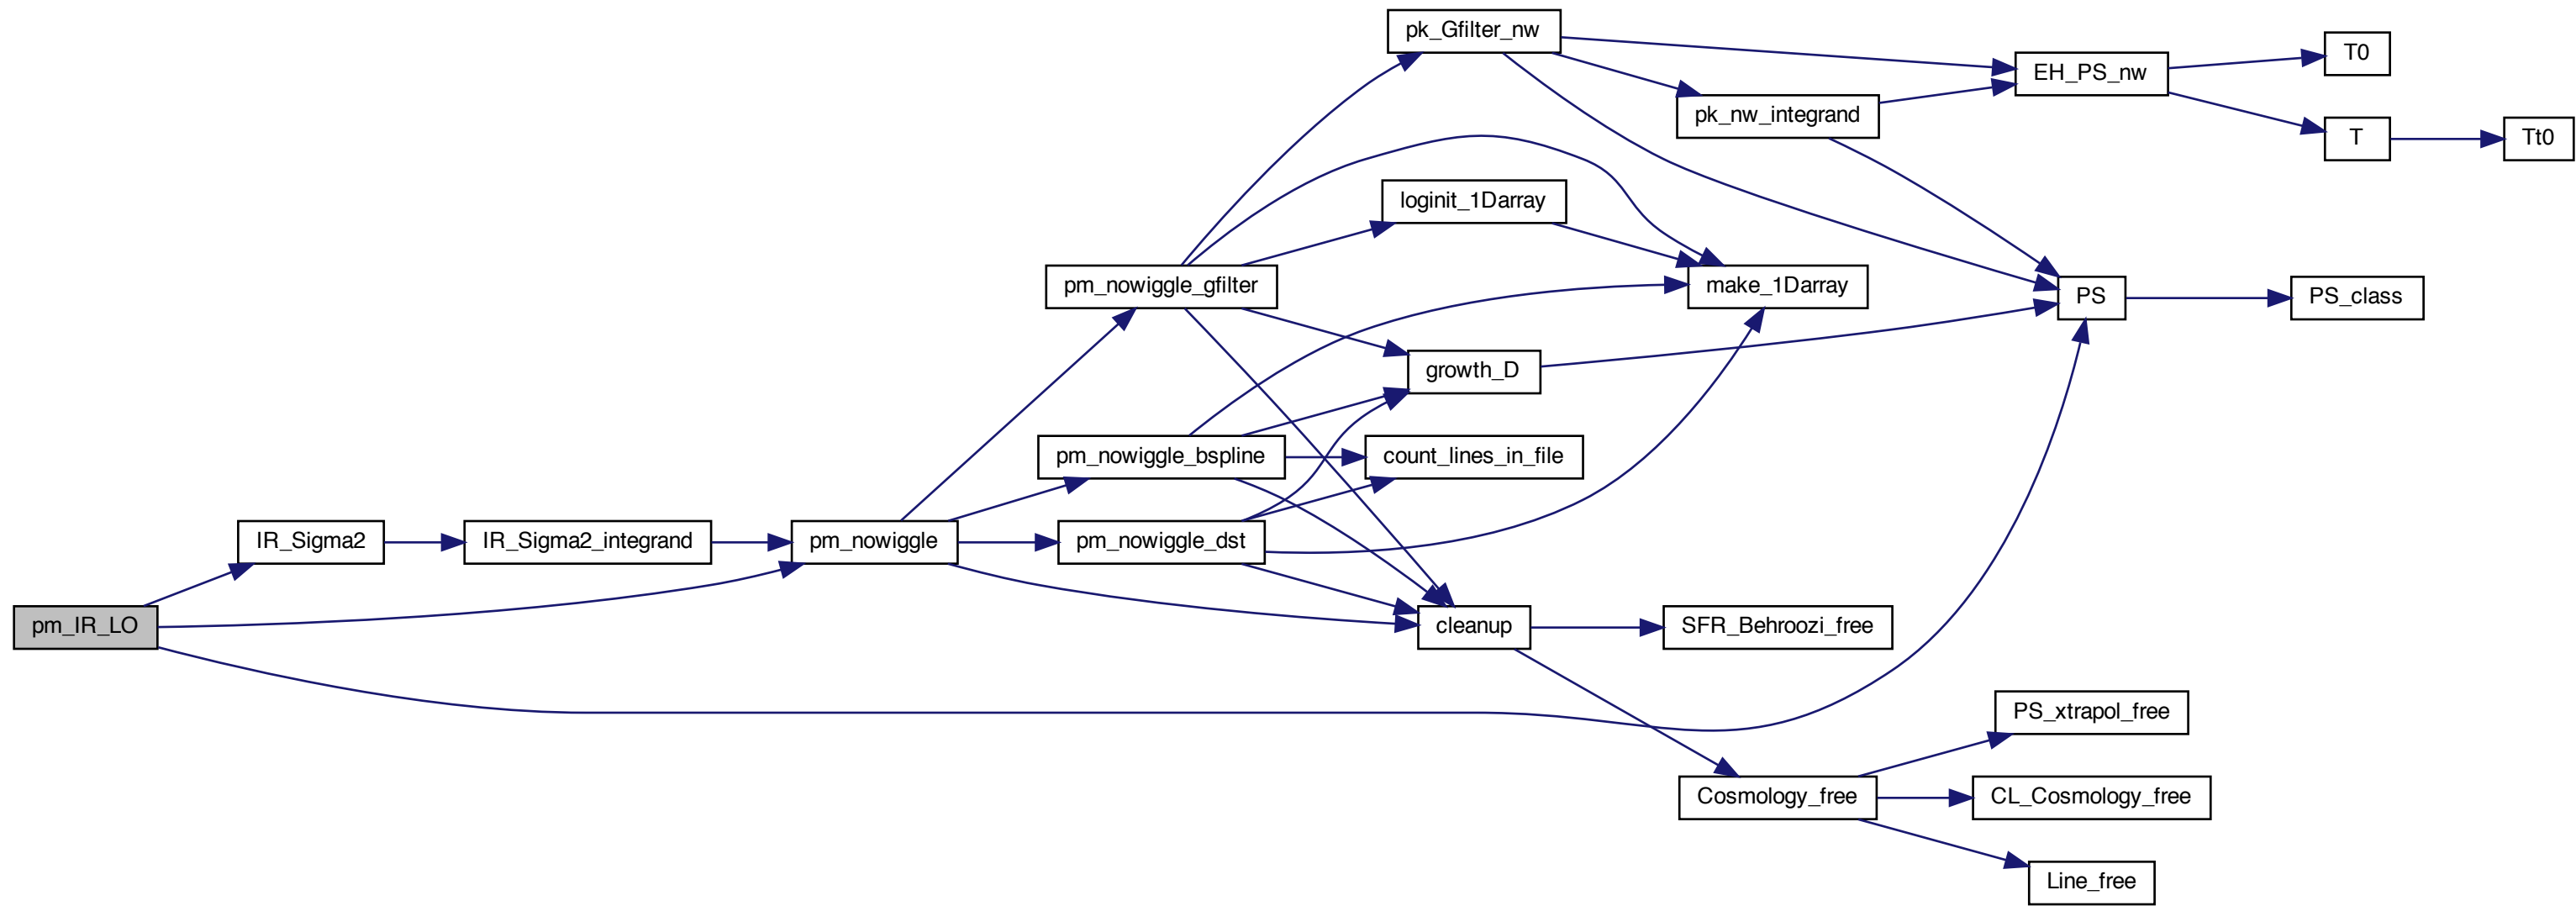 pk_Gfilter_nw
T0
EH_PS_nw
pk_nw_integrand
T
Tt0
loginit_1Darray
pm_nowiggle_gfilter
make_1Darray
PS
PS_class
growth_D
pm_nowiggle_bspline
count_lines_in_file
IR_Sigma2
IR_Sigma2_integrand
pm_nowiggle
pm_nowiggle_dst
pm_IR_LO
cleanup
SFR_Behroozi_free
PS_xtrapol_free
Cosmology_free
CL_Cosmology_free
Line_free